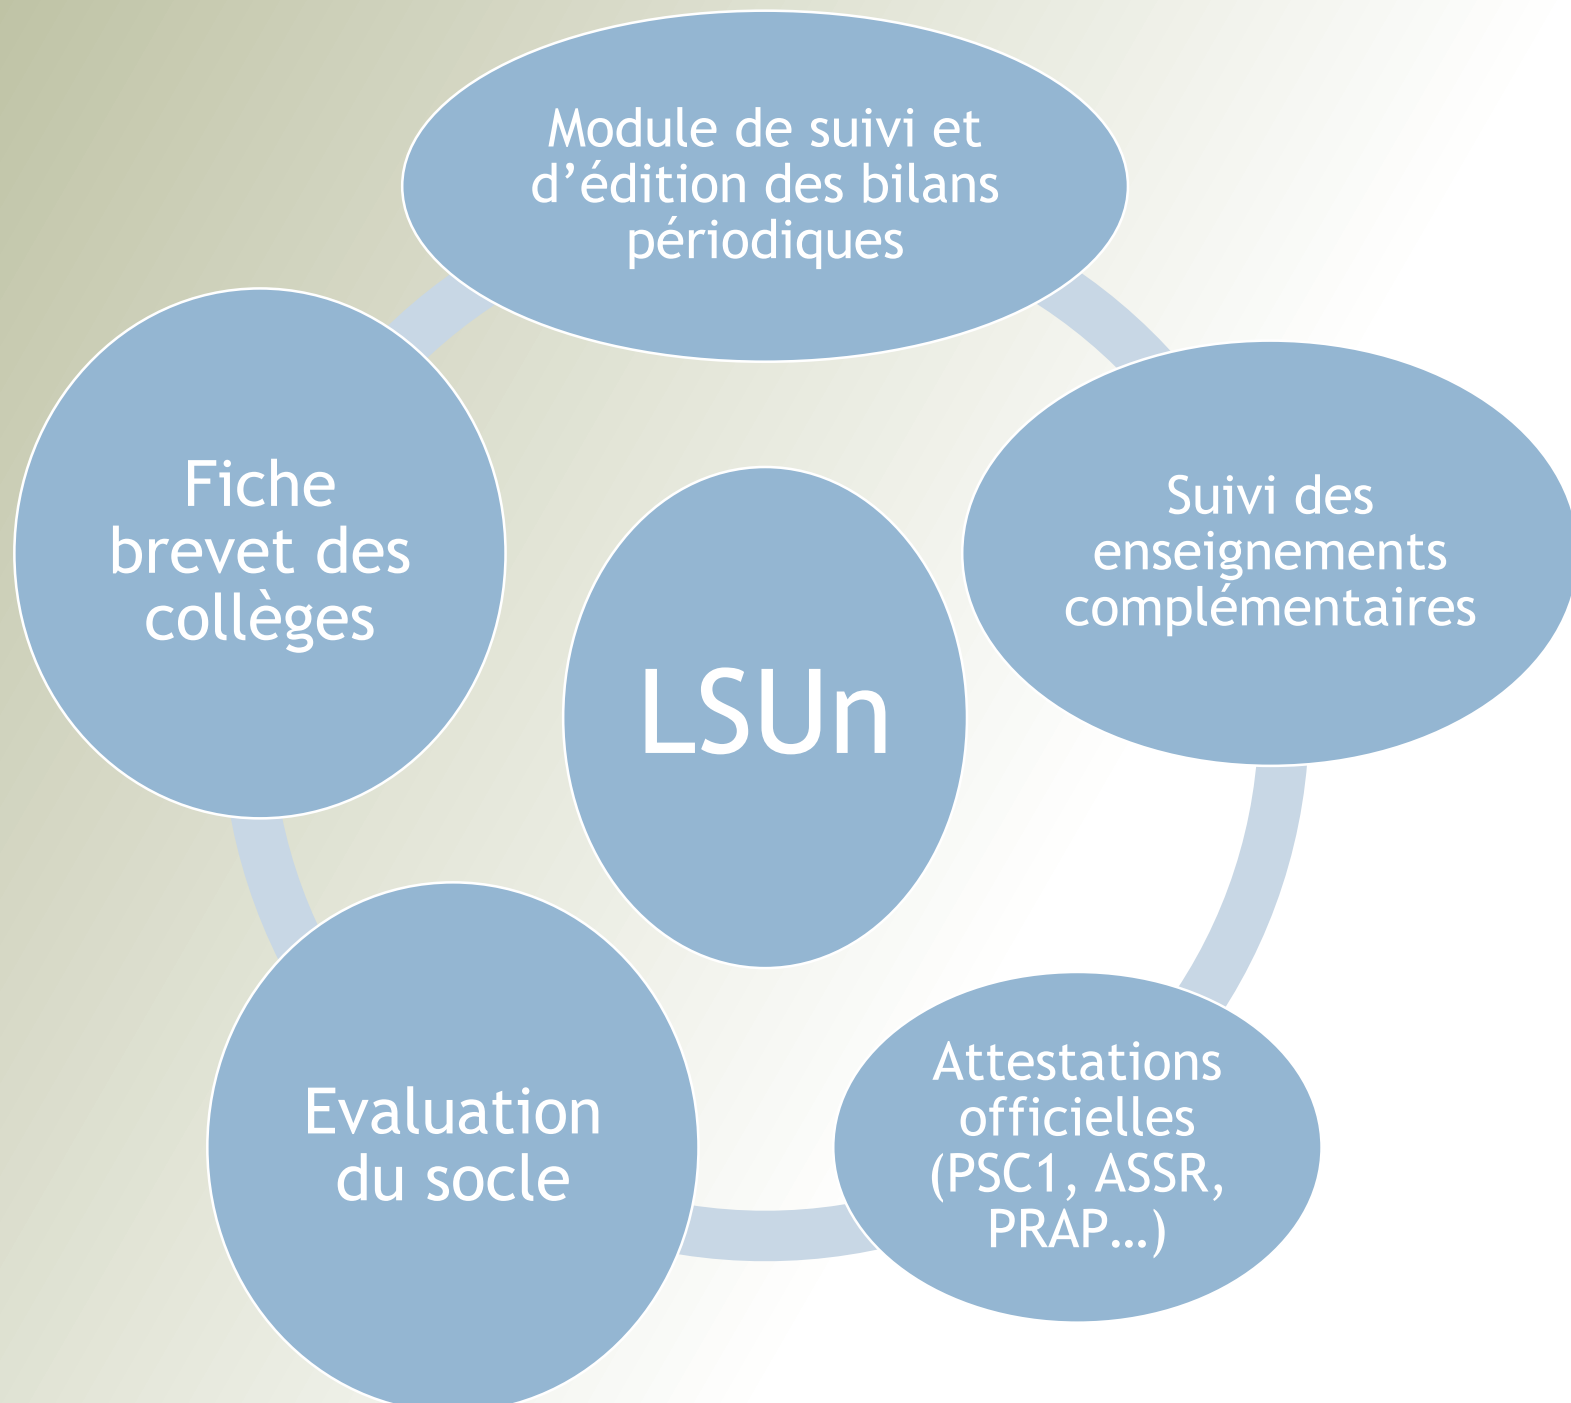 Module de suivi et
d’édition des bilans
périodiques
Fiche
brevet des
collèges
Suivi des
enseignements
complémentaires
LSUn
Evaluation
du socle
Attestations
officielles
(PSC1, ASSR,
PRAP…)